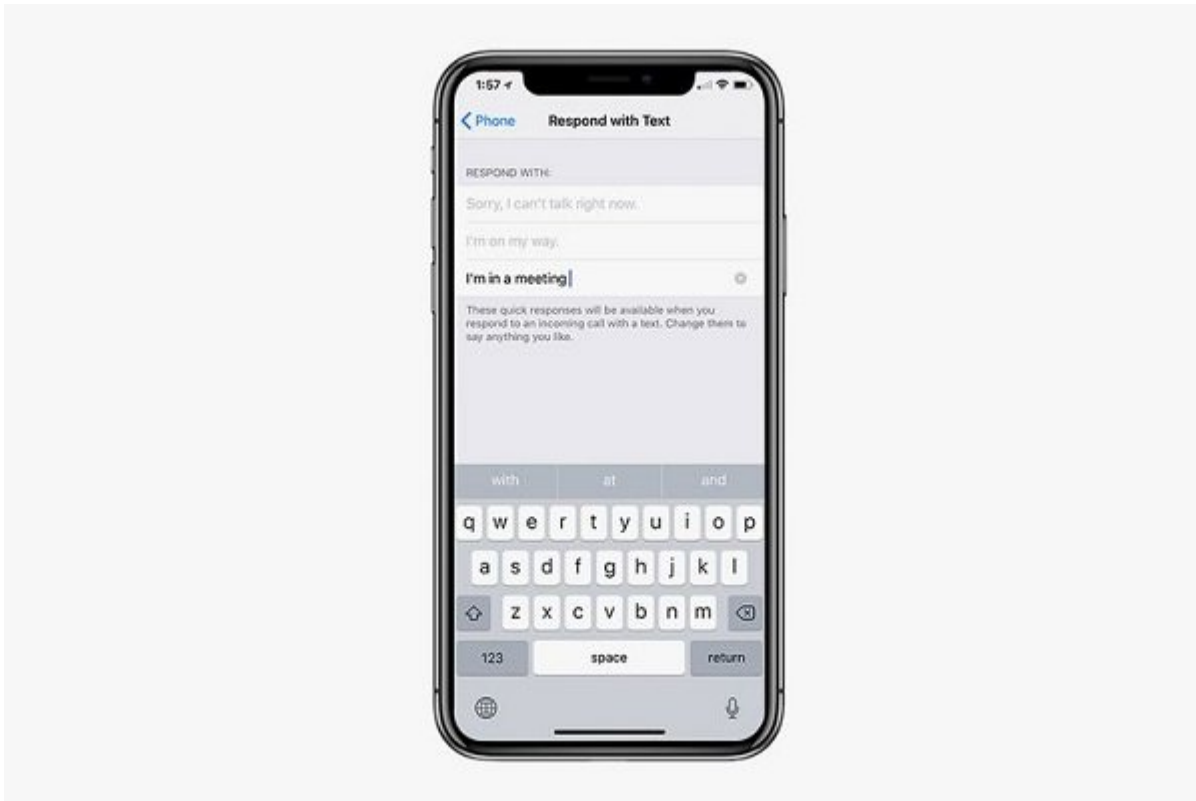 1:57
Phone Respond with Text
RESPOND WITH:
Sorry, I can't talk right now.
I'm on my way.
I'm in a meeting
These quick responses will be available when you
respond to an incoming call with a text. Change them to
say anything you like.
with at and
q w e r t y u i o p
a s d f g h j k l
z x c v b n m
123 space return